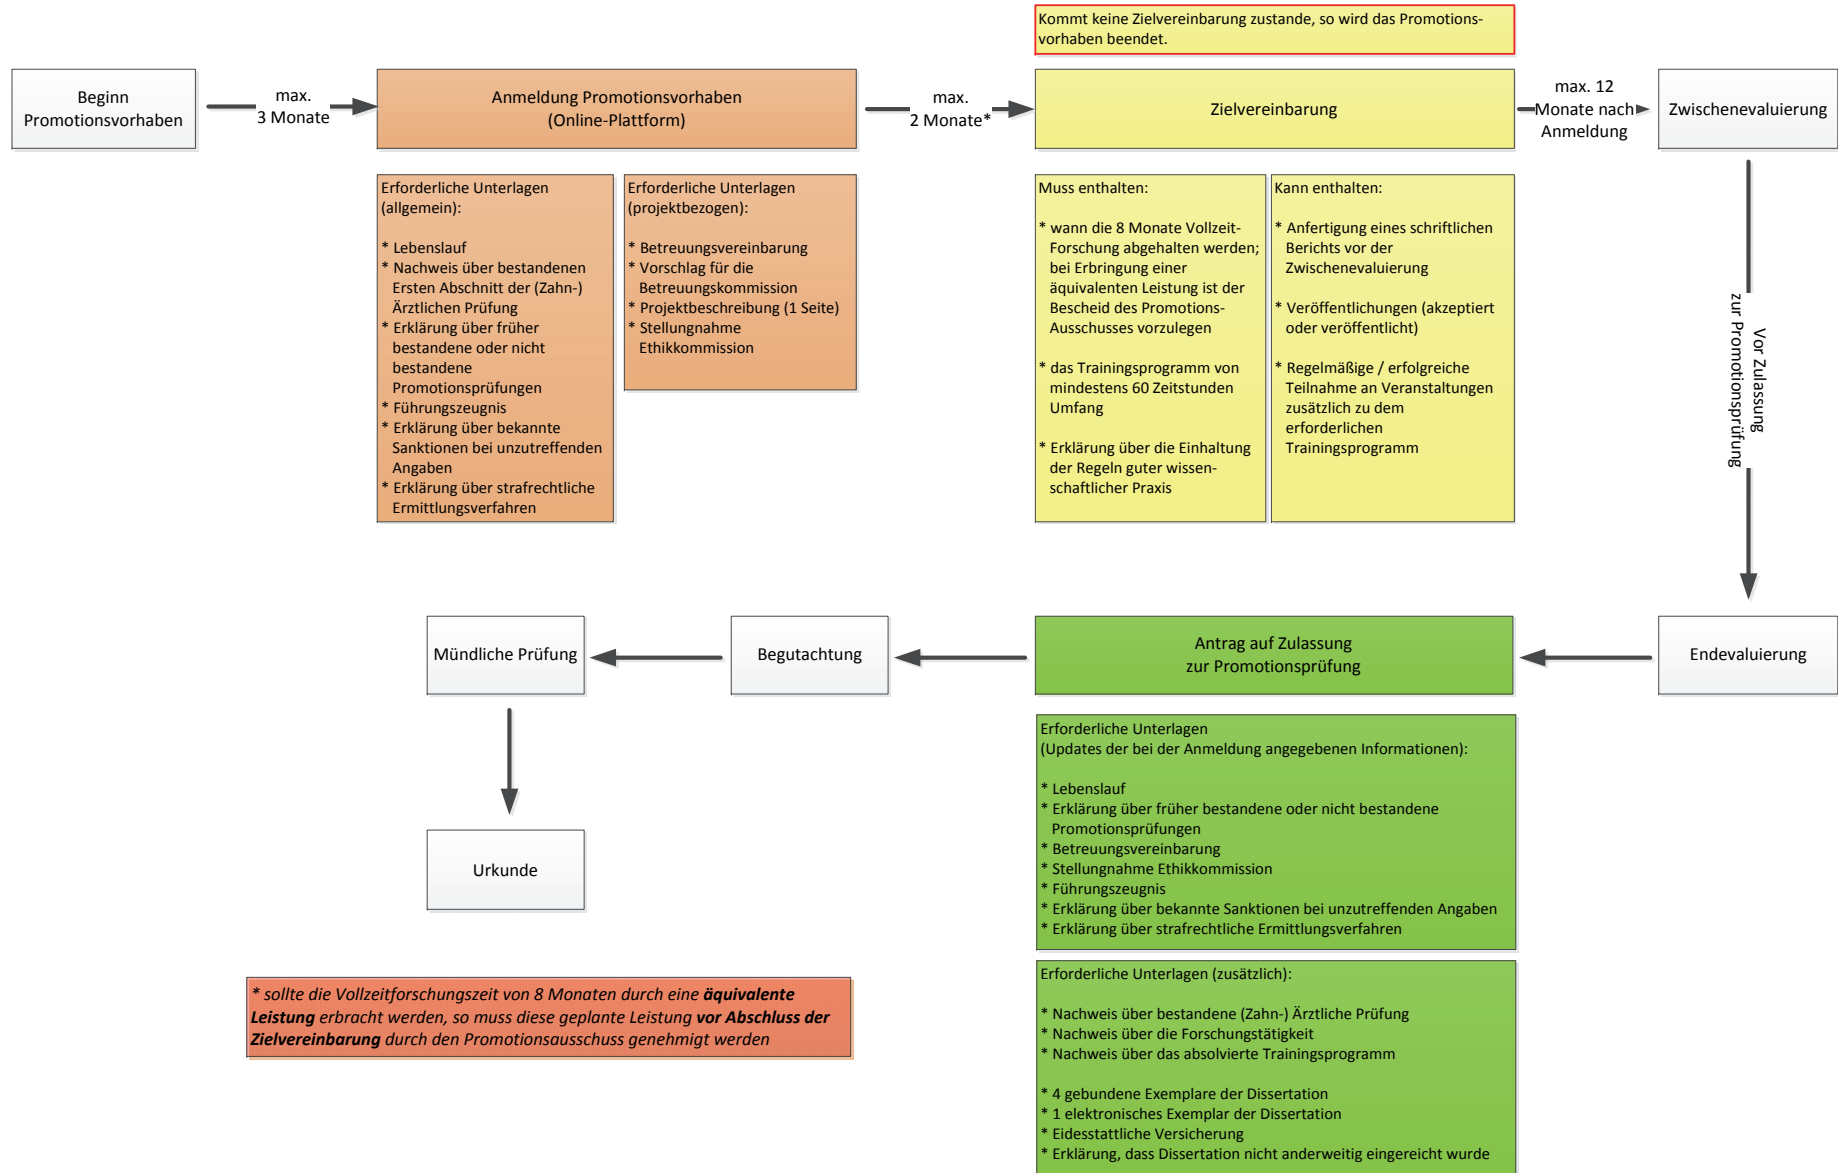 Kommt keine Zielvereinbarung zustande, so wird das Promotions-
vorhaben beendet.
Beginn
Promotionsvorhaben
max.
3 Monate
Anmeldung Promotionsvorhaben
(Online-Plattform)
max.
2 Monate*
Zielvereinbarung
max. 12
Monate nach
Anmeldung
Zwischenevaluierung
Erforderliche Unterlagen
(allgemein):
* Lebenslauf
* Nachweis über bestandenen
Ersten Abschnitt der (Zahn-)
Ärztlichen Prüfung
* Erklärung über früher
bestandene oder nicht
bestandene
Promotionsprüfungen
* Führungszeugnis
* Erklärung über bekannte
Sanktionen bei unzutreffenden
Angaben
* Erklärung über strafrechtliche
Ermittlungsverfahren
Erforderliche Unterlagen
(projektbezogen):
* Betreuungsvereinbarung
* Vorschlag für die
Betreuungskommission
* Projektbeschreibung (1 Seite)
* Stellungnahme
Ethikkommission
Muss enthalten:
* wann die 8 Monate Vollzeit-
Forschung abgehalten werden;
bei Erbringung einer
äquivalenten Leistung ist der
Bescheid des Promotions-
Ausschusses vorzulegen
* das Trainingsprogramm von
mindestens 60 Zeitstunden
Umfang
* Erklärung über die Einhaltung
der Regeln guter wissen-
schaftlicher Praxis
Kann enthalten:
* Anfertigung eines schriftlichen
Berichts vor der
Zwischenevaluierung
* Veröffentlichungen (akzeptiert
oder veröffentlicht)
* Regelmäßige / erfolgreiche
Teilnahme an Veranstaltungen
zusätzlich zu dem
erforderlichen
Trainingsprogramm
Vor Zulassung
zur Promotionsprüfung
Endevaluierung
Antrag auf Zulassung
zur Promotionsprüfung
Begutachtung
Mündliche Prüfung
Urkunde
Erforderliche Unterlagen
(Updates der bei der Anmeldung angegebenen Informationen):
* Lebenslauf
* Erklärung über früher bestandene oder nicht bestandene
Promotionsprüfungen
* Betreuungsvereinbarung
* Stellungnahme Ethikkommission
* Führungszeugnis
* Erklärung über bekannte Sanktionen bei unzutreffenden Angaben
* Erklärung über strafrechtliche Ermittlungsverfahren
Erforderliche Unterlagen (zusätzlich):
* Nachweis über bestandene (Zahn-) Ärztliche Prüfung
* Nachweis über die Forschungstätigkeit
* Nachweis über das absolvierte Trainingsprogramm
* 4 gebundene Exemplare der Dissertation
* 1 elektronisches Exemplar der Dissertation
* Eidesstattliche Versicherung
* Erklärung, dass Dissertation nicht anderweitig eingereicht wurde
* sollte die Vollzeitforschungszeit von 8 Monaten durch eine äquivalente
Leistung erbracht werden, so muss diese geplante Leistung vor Abschluss der
Zielvereinbarung durch den Promotionsausschuss genehmigt werden